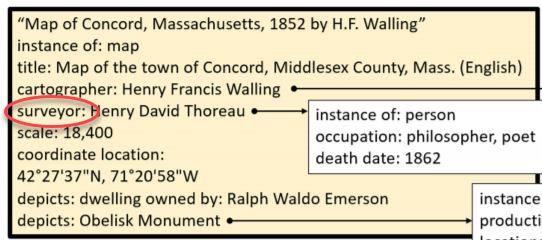 “Map of Concord, Massachusetts, 1852 by H.F. Walling”
instance of: map
title: Map of the town of Concord, Middlesex County, Mass. (English)
cartographer: Henry Francis Walling
surveyor: Henry David Thoreau
scale: 18,400
coordinate location:
42°27'37"N, 71°20'58"W
depicts: dwelling owned by: Ralph Waldo Emerson
depicts: Obelisk Monument
instance of: person
occupation: philosopher, poet
death date: 1862
instance